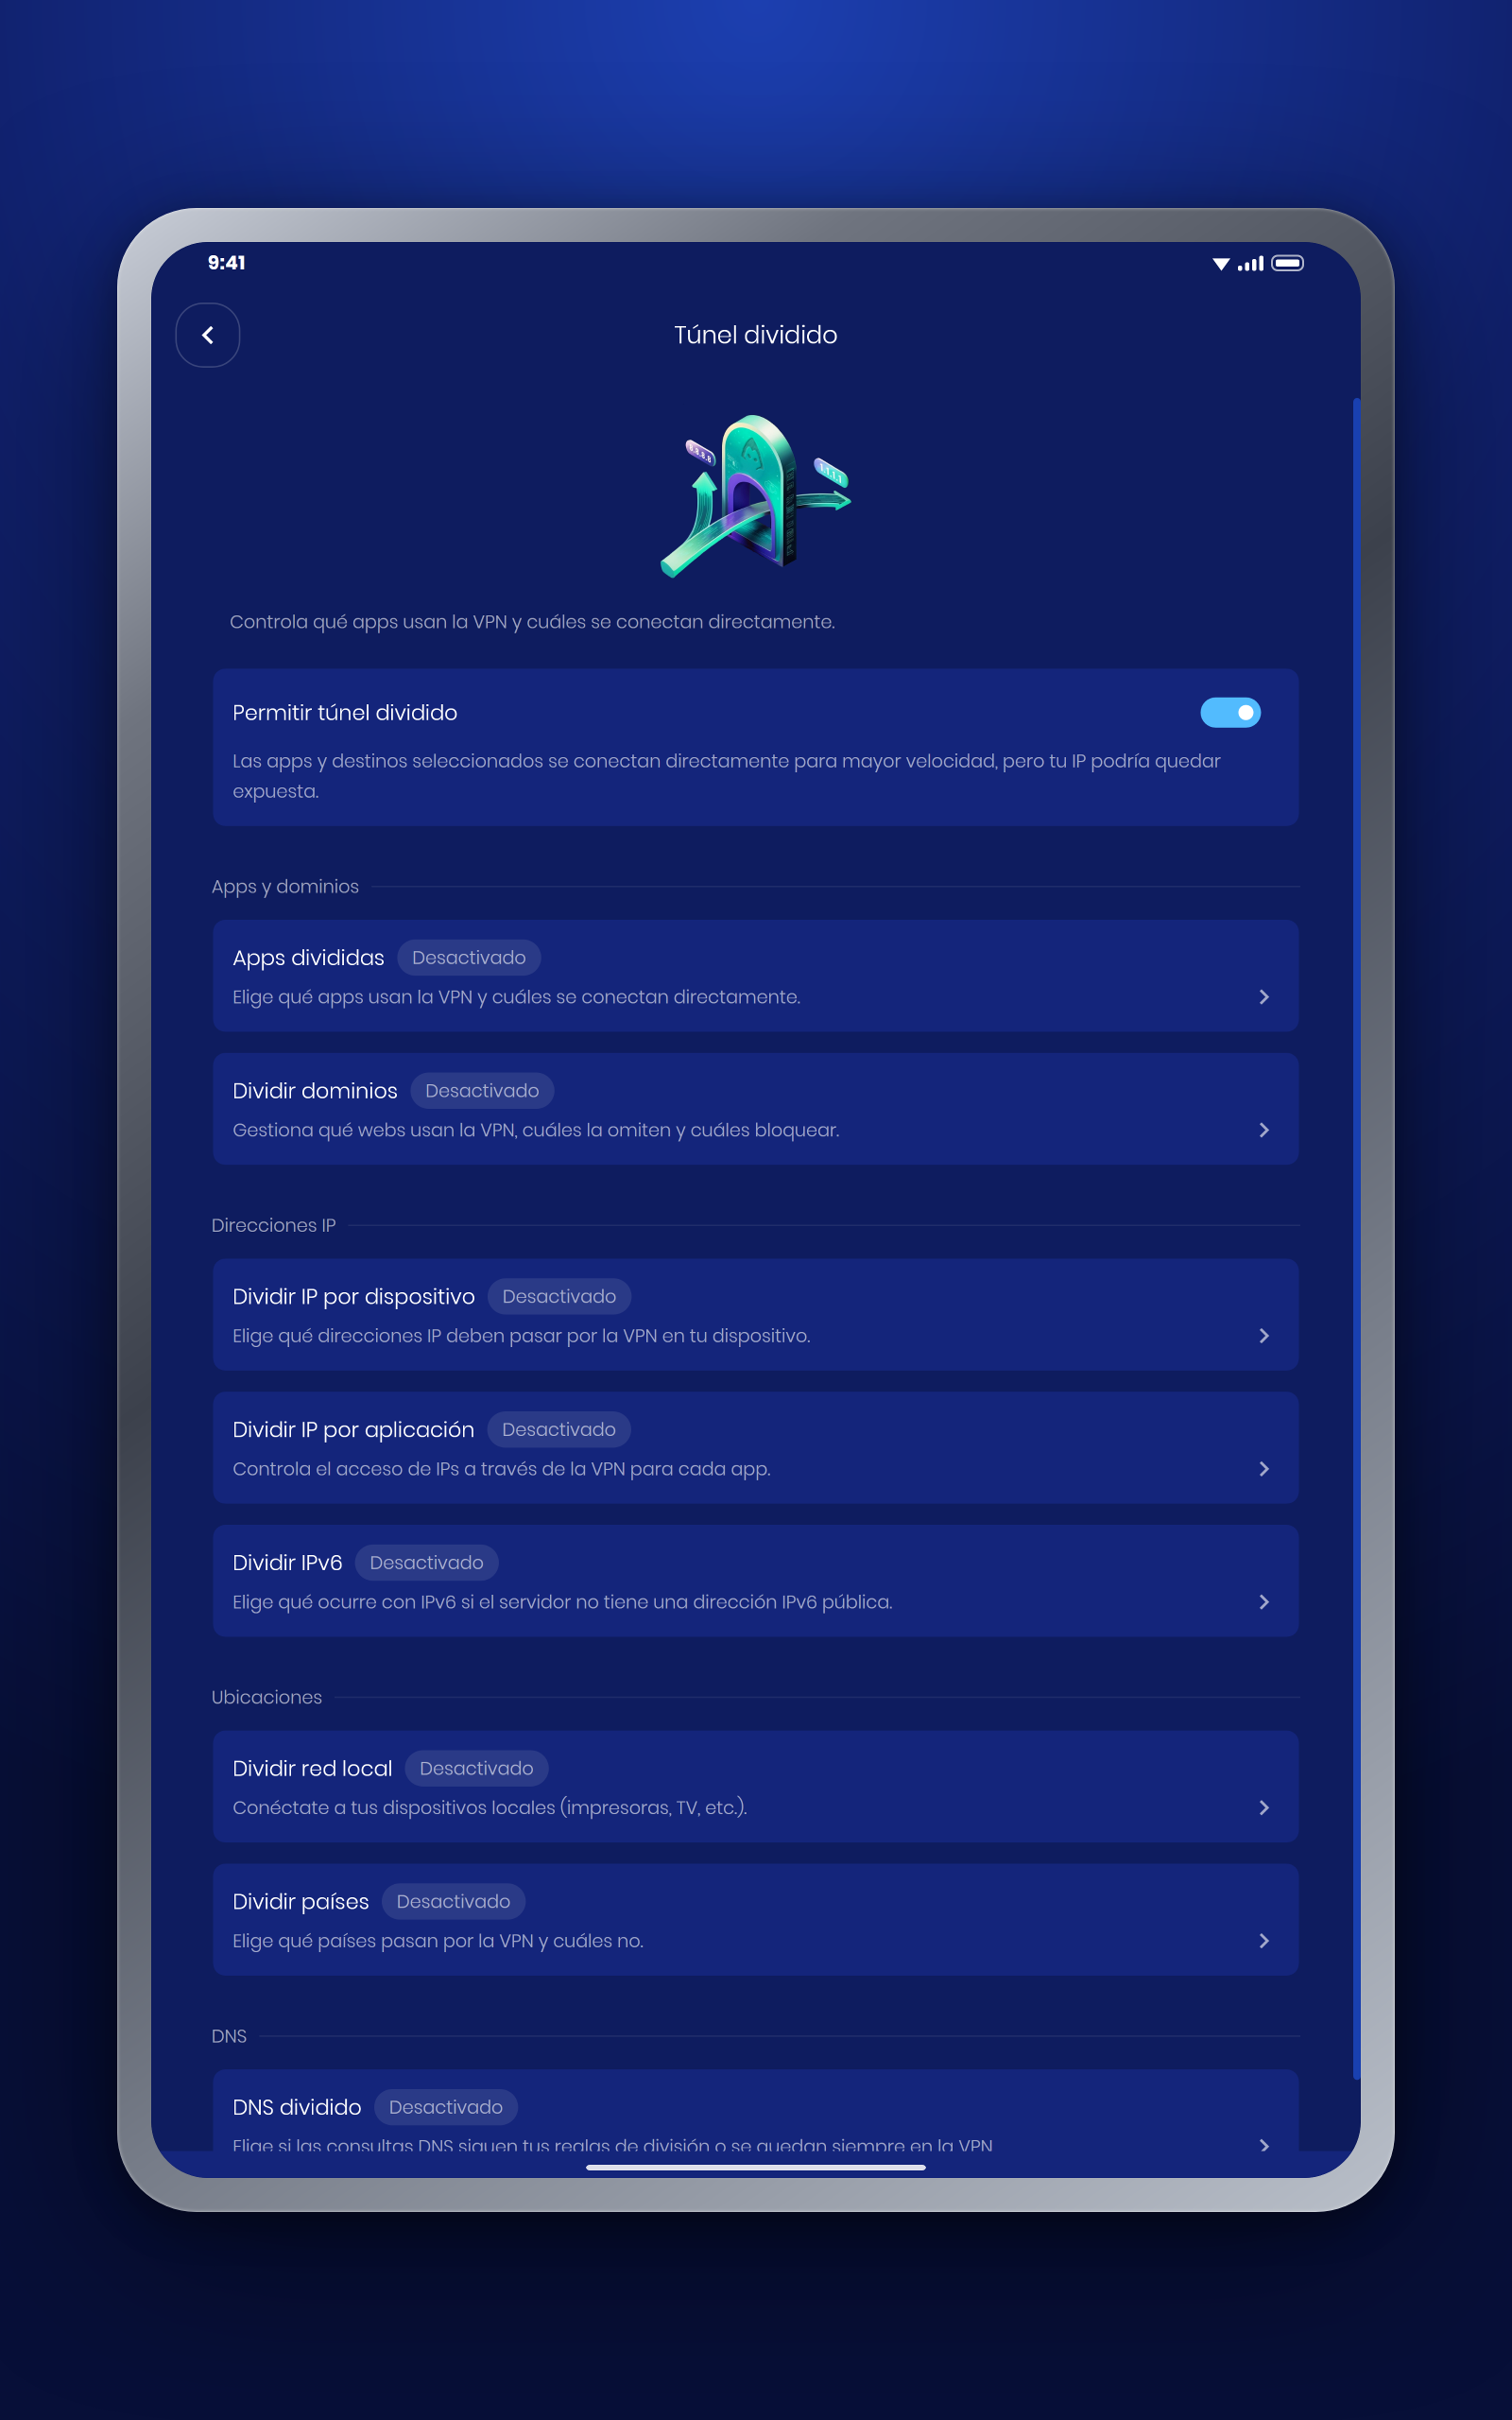 9:41
Túnel dividido
8.8.8.8
1.1.1.1
Controla qué apps usan la VPN y cuáles se conectan directamente.
Permitir túnel dividido
Las apps y destinos seleccionados se conectan directamente para mayor velocidad, pero tu IP podría quedar
expuesta.
Apps y dominios
Apps divididas Desactivado
Elige qué apps usan la VPN y cuáles se conectan directamente.
Dividir dominios Desactivado
Gestiona qué webs usan la VPN, cuáles la omiten y cuáles bloquear.
Direcciones IP
Dividir IP por dispositivo Desactivado
Elige qué direcciones IP deben pasar por la VPN en tu dispositivo.
Dividir IP por aplicación Desactivado
Controla el acceso de IPs a través de la VPN para cada app.
Dividir IPv6 Desactivado
Elige qué ocurre con IPv6 si el servidor no tiene una dirección IPv6 pública.
Ubicaciones
Dividir red local Desactivado
Conéctate a tus dispositivos locales (impresoras, TV, etc.).
Dividir países Desactivado
Elige qué países pasan por la VPN y cuáles no.
DNS
DNS dividido Desactivado
Elige si las consultas DNS siguen tus reglas de división o se quedan siempre en la VPN